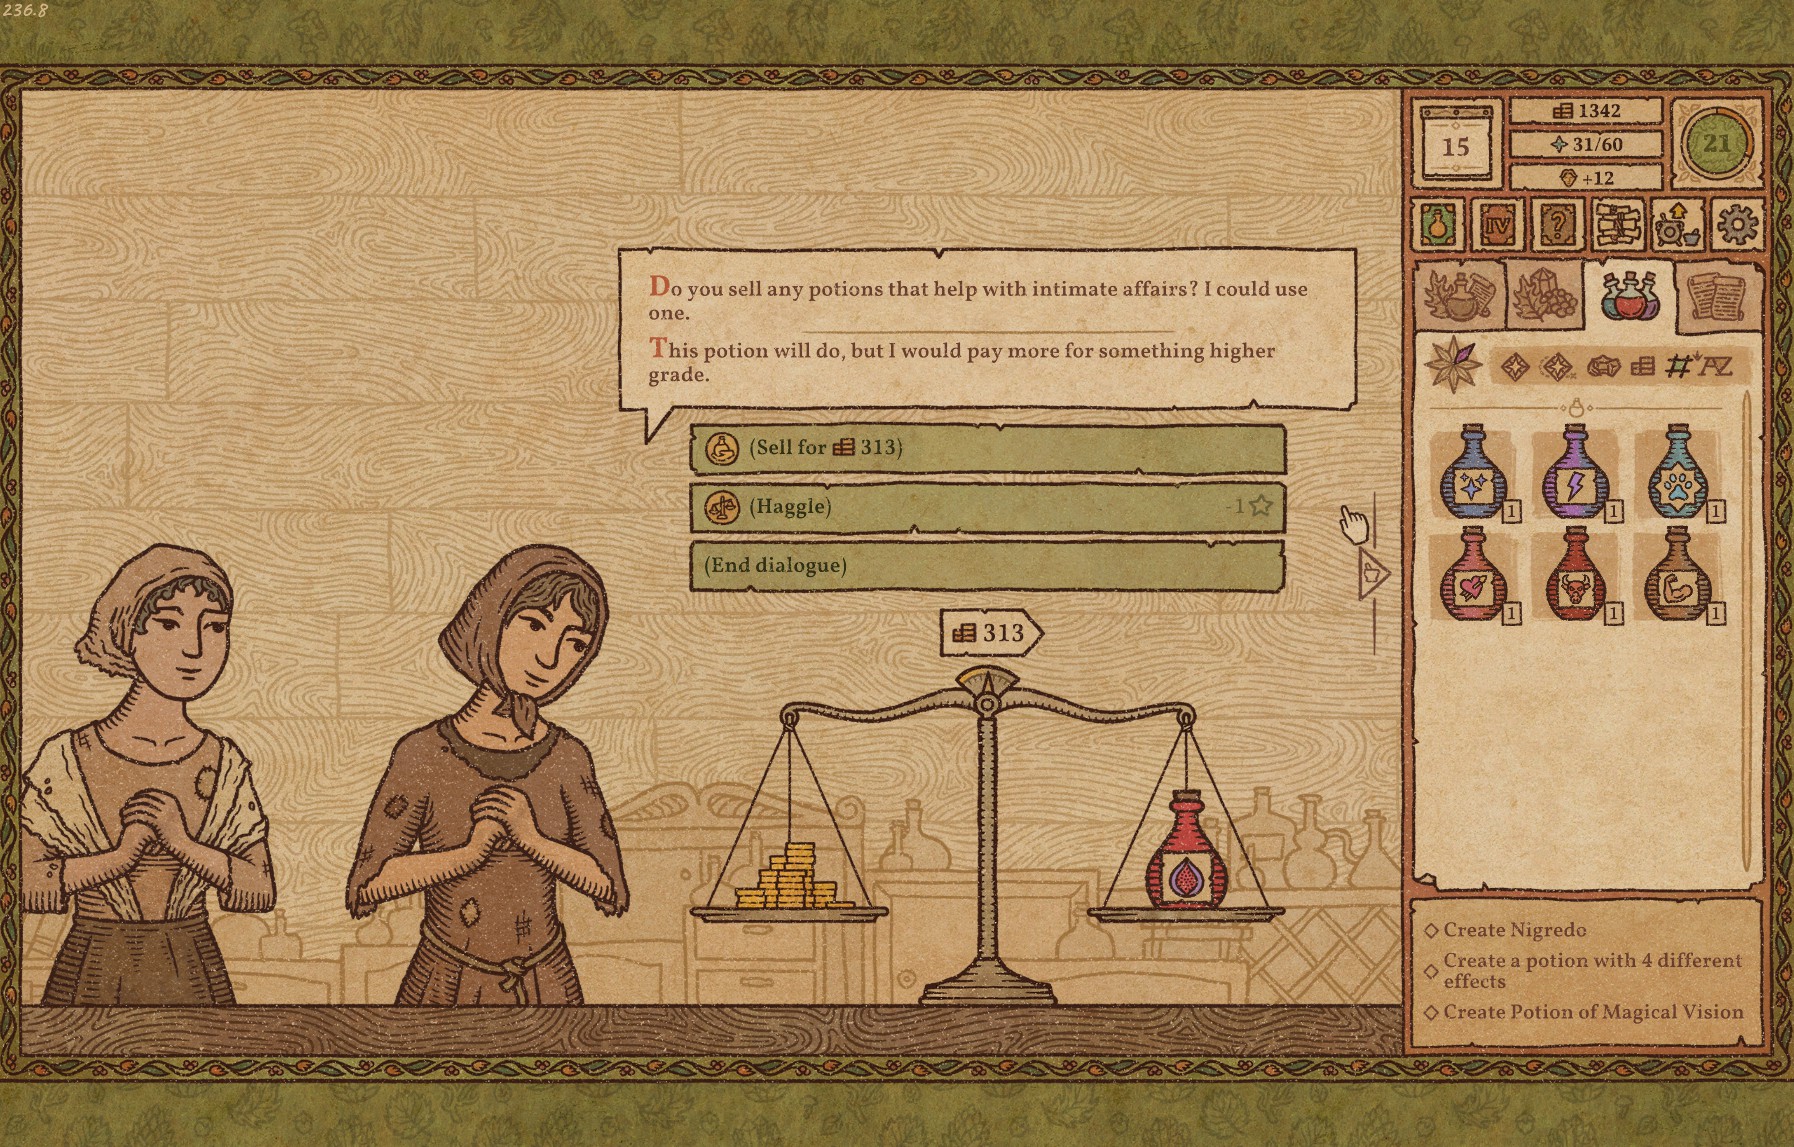 236.8
15
1342
31/60
+12
21
IV
?
Do you sell any potions that help with intimate affairs? I could use
one.
This potion will do, but I would pay more for something higher
grade.
(Sell for 313)
(Haggle) -1
(End dialogue)
313
# AZ
1 1 1
1 1 1
Create Nigredo
Create a potion with 4 different
effects
Create Potion of Magical Vision